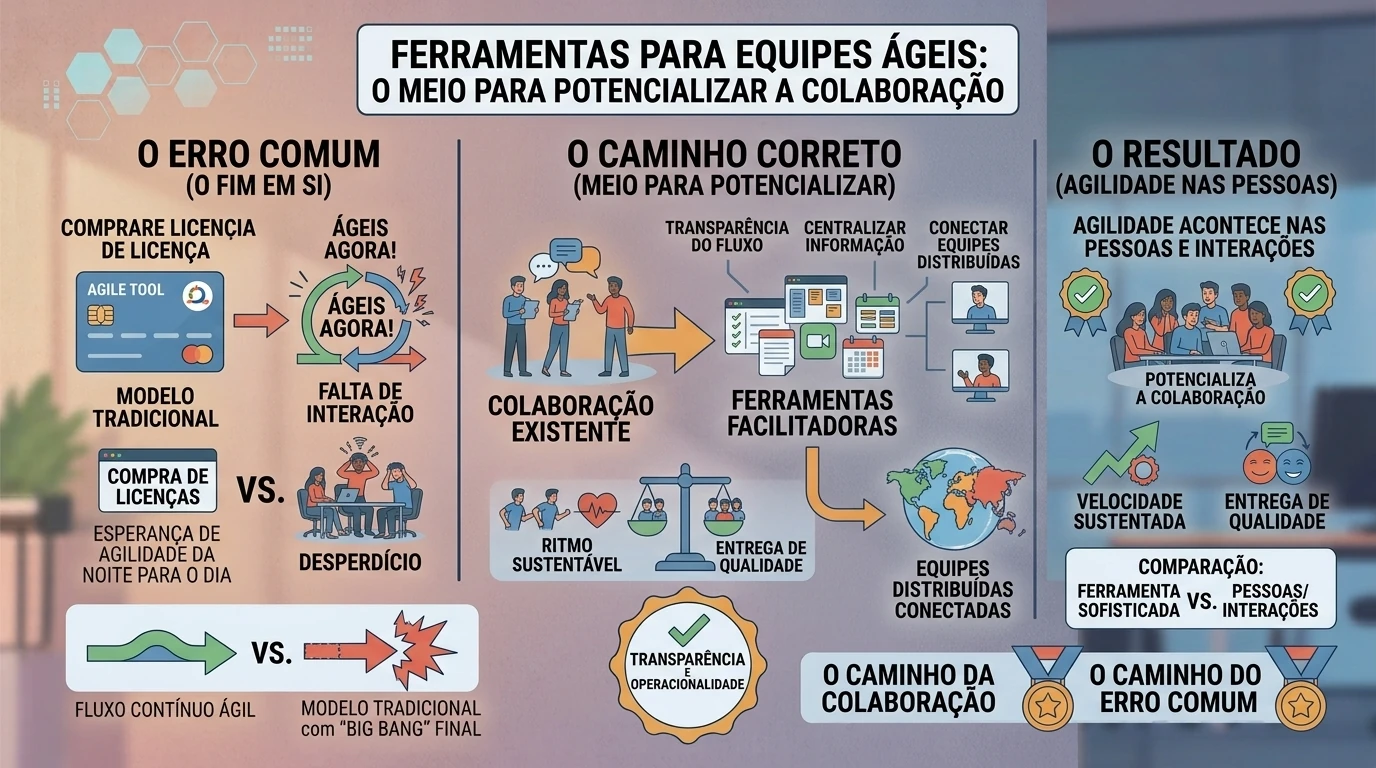 FERRAMENTAS PARA EQUIPES ÁGEIS:
O MEIO PARA POTENCIALIZAR A COLABORAÇÃO
O ERRO COMUM
(O FIM EM SI)
COMPRARE LICENÇIA
DE LICENÇA
ÁGEIS
AGORA!
AGILE TOOL
ÁGEIS
AGORA!
MODELO
TRADICIONAL
FALTA DE
INTERAÇÃO
COMPRA DE
LICENÇAS
VS.
ESPERANÇA DE
AGILIDADE DA
NOITE PARA O DIA
DESPERDÍCIO
VS.
FLUXO CONTÍNUO ÁGIL
MODELO TRADICIONAL
com "BIG BANG" FINAL
O CAMINHO CORRETO
(MEIO PARA POTENCIALIZAR)
TRANSPARÊNCIA
DO FLUXO
CENTRALIZAR
INFORMAÇÃO
CONECTAR
EQUIPES
DISTRIBUÍDAS
COLABORAÇÃO
EXISTENTE
FERRAMENTAS
FACILITADORAS
RITMO
SUSTENTÁVEL
ENTREGA DE
QUALIDADE
EQUIPES
DISTRIBUÍDAS
CONECTADAS
TRANSPARÊNCIA
E
OPERACIONALIDADE
O RESULTADO
(AGILIDADE NAS PESSOAS)
AGILIDADE ACONTECE NAS
PESSOAS E INTERAÇÕES
POTENCIALIZA
A COLABORAÇÃO
VELOCIDADE
SUSTENTADA
ENTREGA DE
QUALIDADE
COMPARAÇÃO:
FERRAMENTA
SOFISTICADA
VS.
PESSOAS/
INTERAÇÕES
O CAMINHO DA
COLABORAÇÃO
O CAMINHO DO
ERRO COMUM